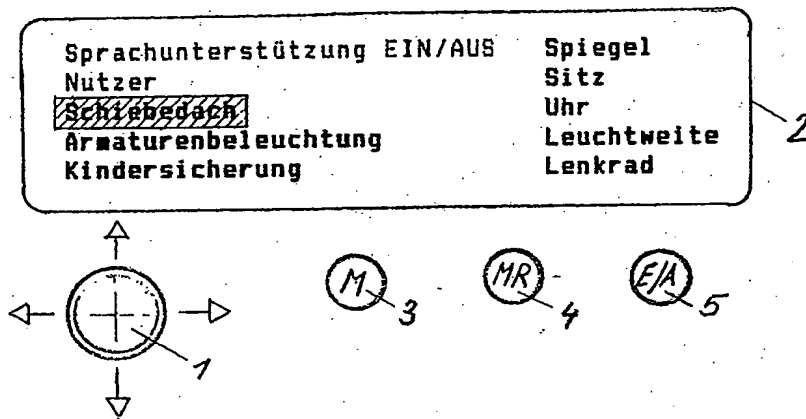 Sprachunterstützung EIN/AUS Spiegel
Nutzer Sitz
Schiebedach Uhr
Armaturenbeleuchtung Leuchtweite
Kindersicherung Lenkrad
2
M 3 MR 4 E/A 5
1